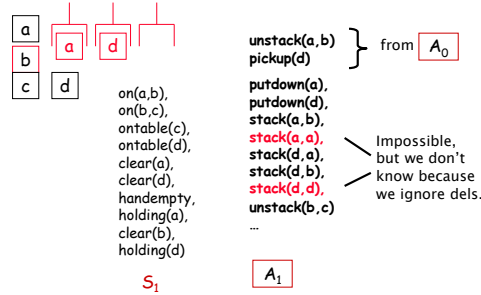 a
b
c
d
a
d
on(a,b),
on(b,c),
ontable(c),
ontable(d),
clear(a),
clear(d),
handempty,
holding(a),
clear(b),
holding(d)
S1
unstack(a,b)
pickup(d)
from A0
putdown(a),
putdown(d),
stack(a,b),
stack(a,a),
stack(d,a),
stack(d,b),
stack(d,d),
unstack(b,c)
...
A1
Impossible,
but we don't
know because
we ignore dels.